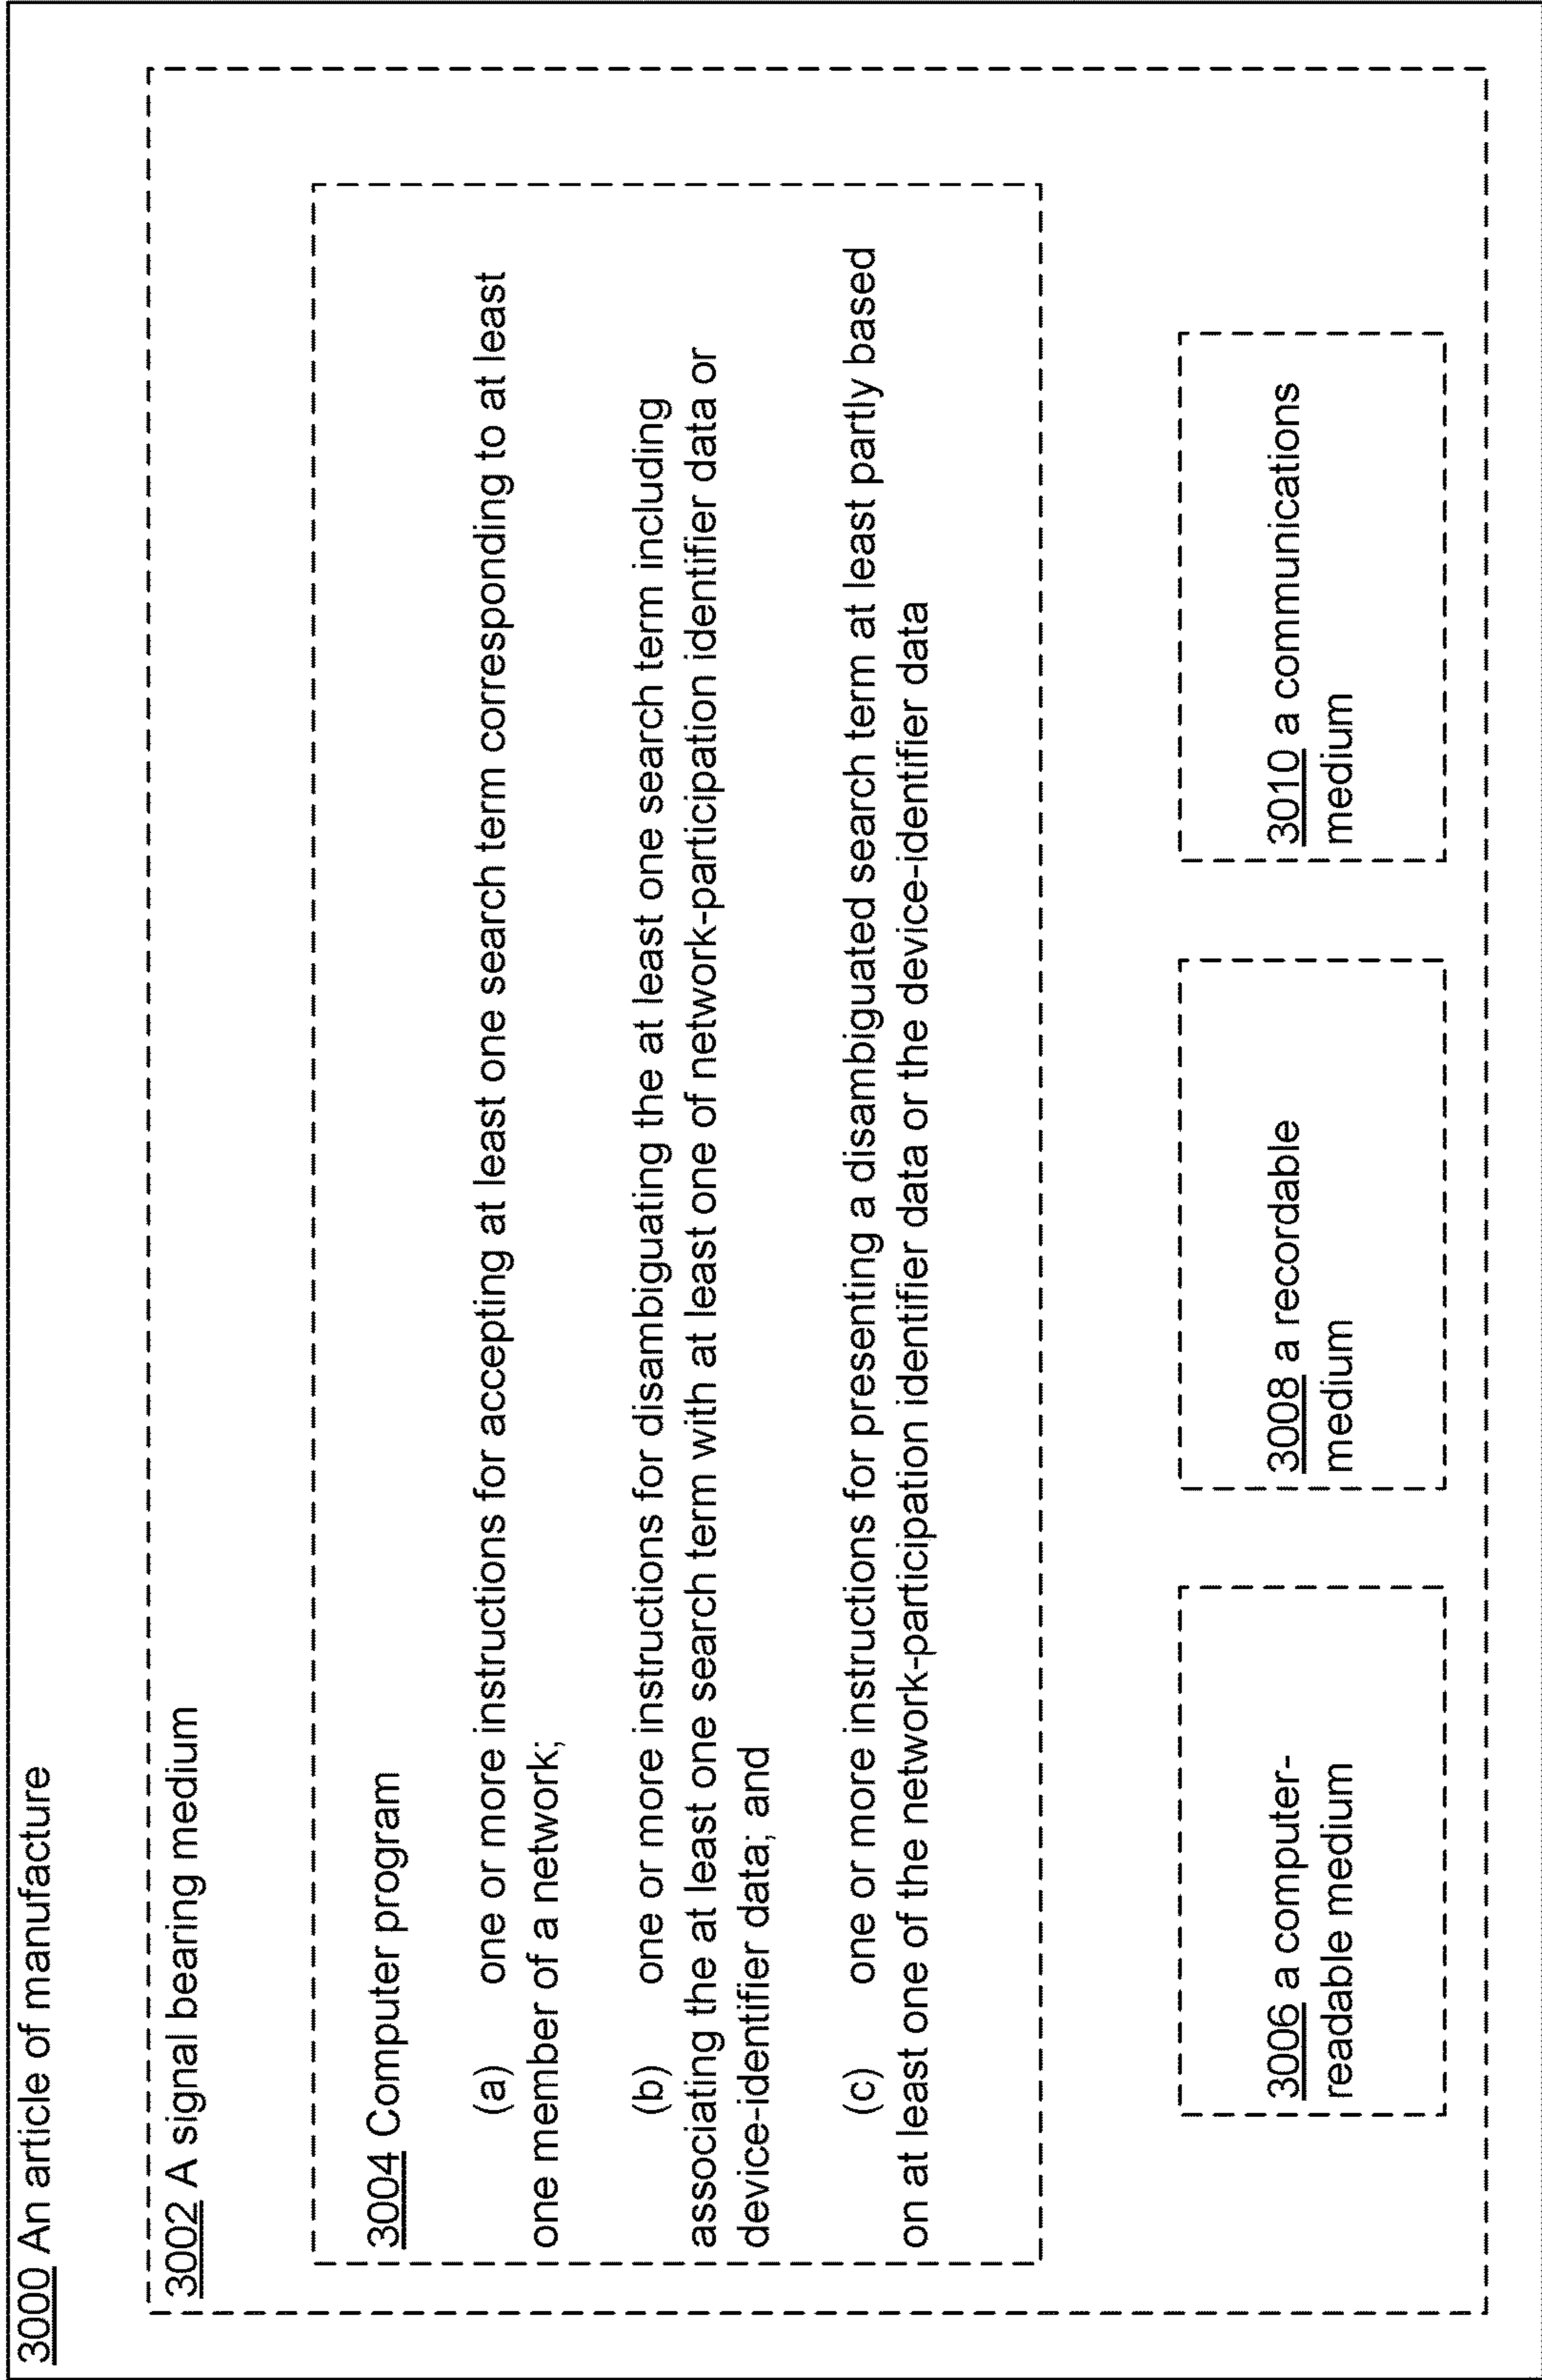 3000 An article of manufacture
3002 A signal bearing medium
3004 Computer program
(a) one or more instructions for accepting at least one search term corresponding to at least
one member of a network;
(b) one or more instructions for disambiguating the at least one search term including
associating the at least one search term with at least one of network-participation identifier data or
device-identifier data; and
(c) one or more instructions for presenting a disambiguated search term at least partly based
on at least one of the network-participation identifier data or the device-identifier data
3006 a computer-
readable medium
3008 a recordable
medium
3010 a communications
medium